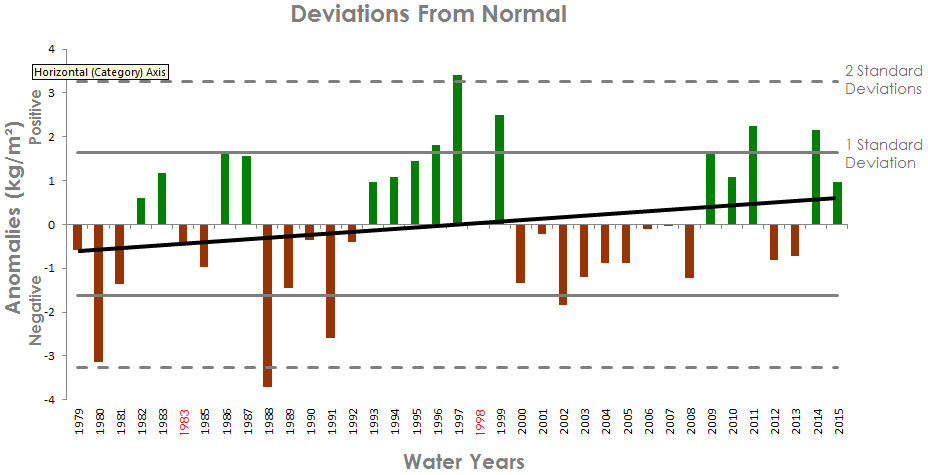 Deviations From Normal
4
Horizontal (Category) Axis
2 Standard
Deviations
3
2
1 Standard
Deviation
1
0
-1
-2
-3
-4
Anomalies (kg/m²)
Positive
Negative
1979 1980 1981 1982 1983 1983 1985 1986 1987 1988 1989 1990 1991 1992 1993 1994 1995 1996 1997 1998 1999 2000 2001 2002 2003 2004 2005 2006 2007 2008 2009 2010 2011 2012 2013 2014 2015
Water Years